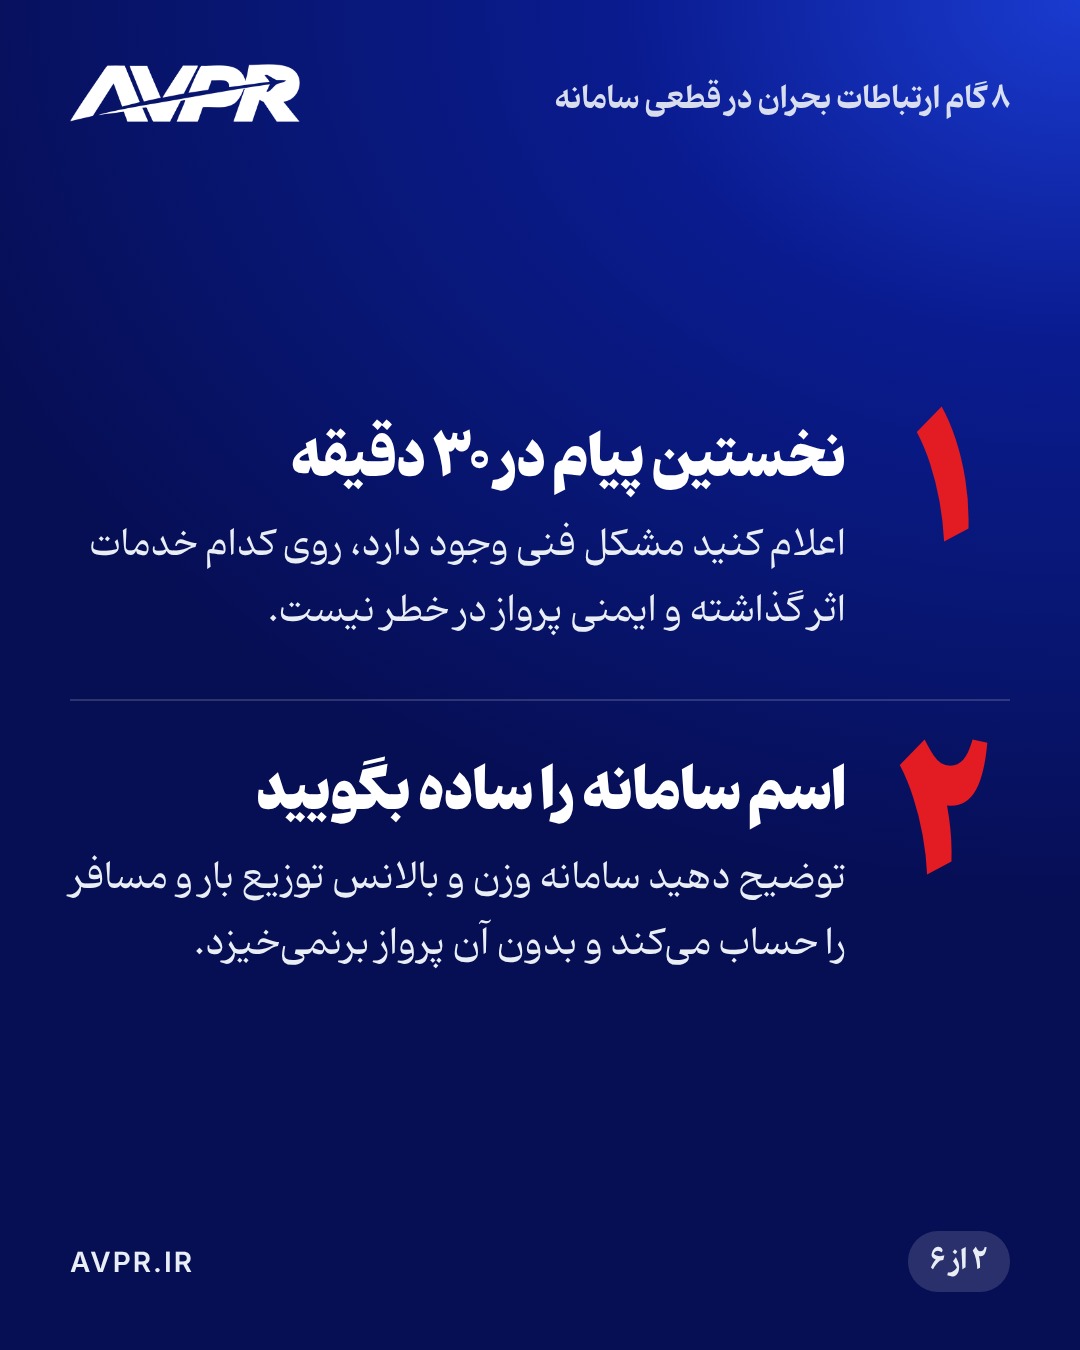 AVPR
۸ گام ارتباطات بحران در قطعی سامانه
۱
نخستین پیام در ۳۰ دقیقه
اعلام کنید مشکل فنی وجود دارد، روی کدام خدمات
اثر گذاشته و ایمنی پرواز در خطر نیست.
۲
اسم سامانه را ساده بگویید
توضیح دهید سامانه وزن و بالانس توزیع بار و مسافر
را حساب می‌کند و بدون آن پرواز برنمی‌خیزد.
۲ از ۶
AVPR.IR